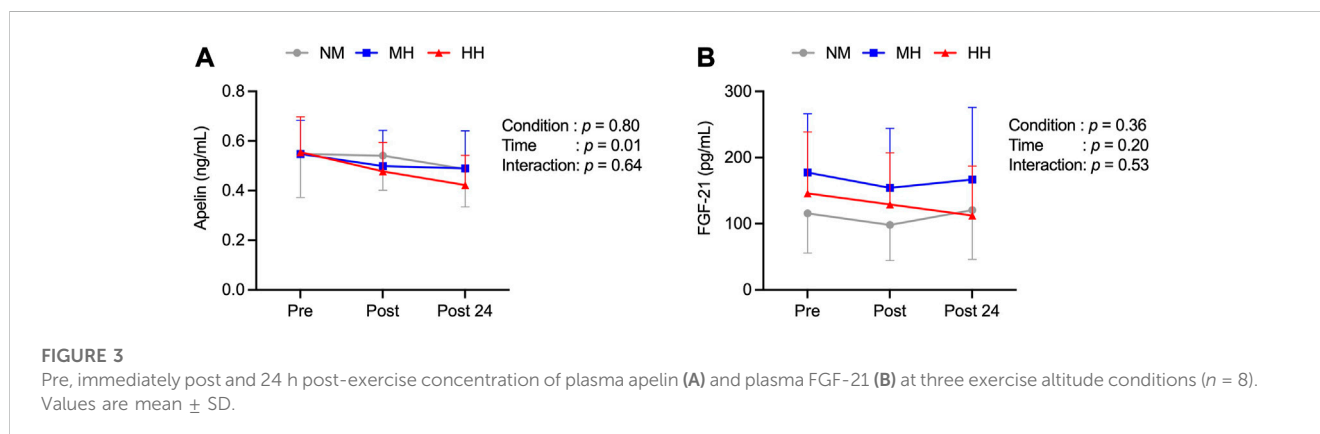 A
NM MH HH
0.8
0.6
0.4
0.2
0.0
Apelin (ng/mL)
Pre Post Post 24
Condition : p = 0.80
Time : p = 0.01
Interaction: p = 0.64
B
NM MH HH
300
200
100
0
FGF-21 (pg/mL)
Pre Post Post 24
Condition : p = 0.36
Time : p = 0.20
Interaction: p = 0.53
FIGURE 3
Pre, immediately post and 24 h post-exercise concentration of plasma apelin (A) and plasma FGF-21 (B) at three exercise altitude conditions (n = 8).
Values are mean ± SD.